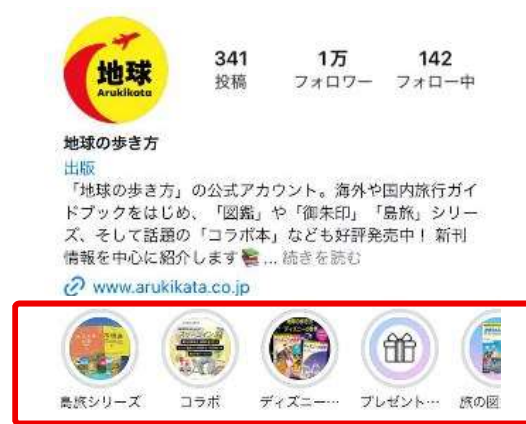 地球
Arukikata
341
投稿
1万
フォロワー
142
フォロー中
地球の歩き方
出版
「地球の歩き方」の公式アカウント。海外や国内旅行ガイ
ドブックをはじめ、「図鑑」や「御朱印」「島旅」シリー
ズ、そして話題の「コラボ本」なども好評発売中！ 新刊
情報を中心に紹介します📚 ... 続きを読む
www.arukikata.co.jp
島旅シリーズ
コラボ
ディズニー…
プレゼント…
旅の図